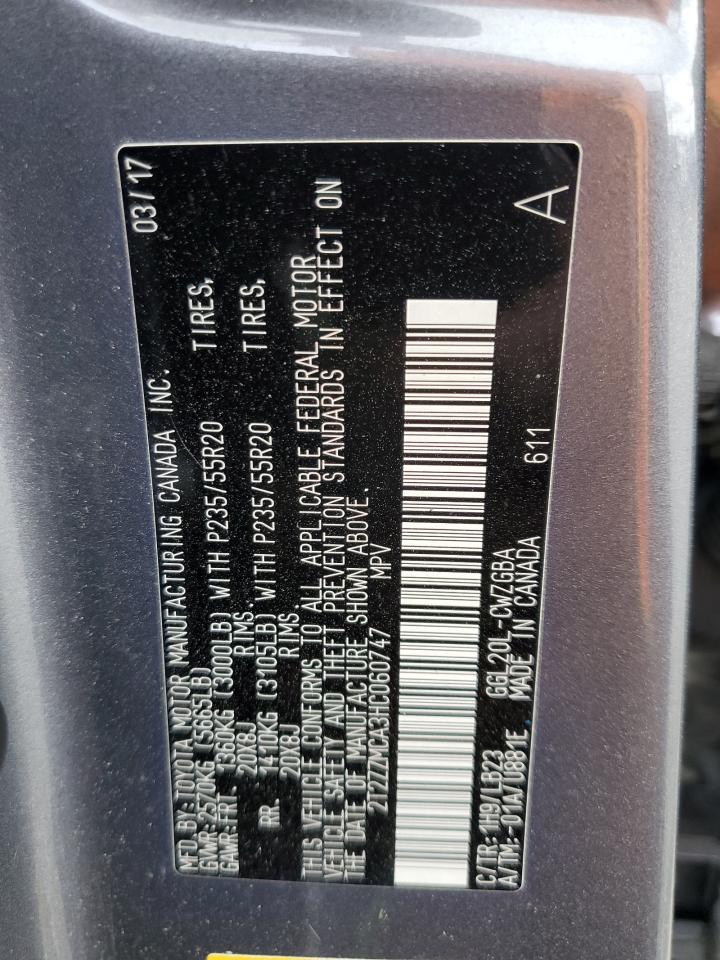 MFD BY: TOYOTA MOTOR MANUFACTURING CANADA INC. 03/17
GVWR: 2570KG (5665LB)
GAWR: FRT - 1360KG (3000LB) WITH P235/55R20 TIRES,
20X8J RIMS.
RR. 1410KG (3105LB) WITH P235/55R20 TIRES,
20X8J RIMS.
THIS VEHICLE CONFORMS TO ALL APPLICABLE FEDERAL MOTOR
VEHICLE SAFETY AND THEFT PREVENTION STANDARDS IN EFFECT ON
THE DATE OF MANUFACTURE SHOWN ABOVE.
2T2ZZMCA3HC060747 MPV
C/TR: 1H9/LB23 GGL20L-CWZGBA
A/TM:-01A/U881E MADE IN CANADA 611 A